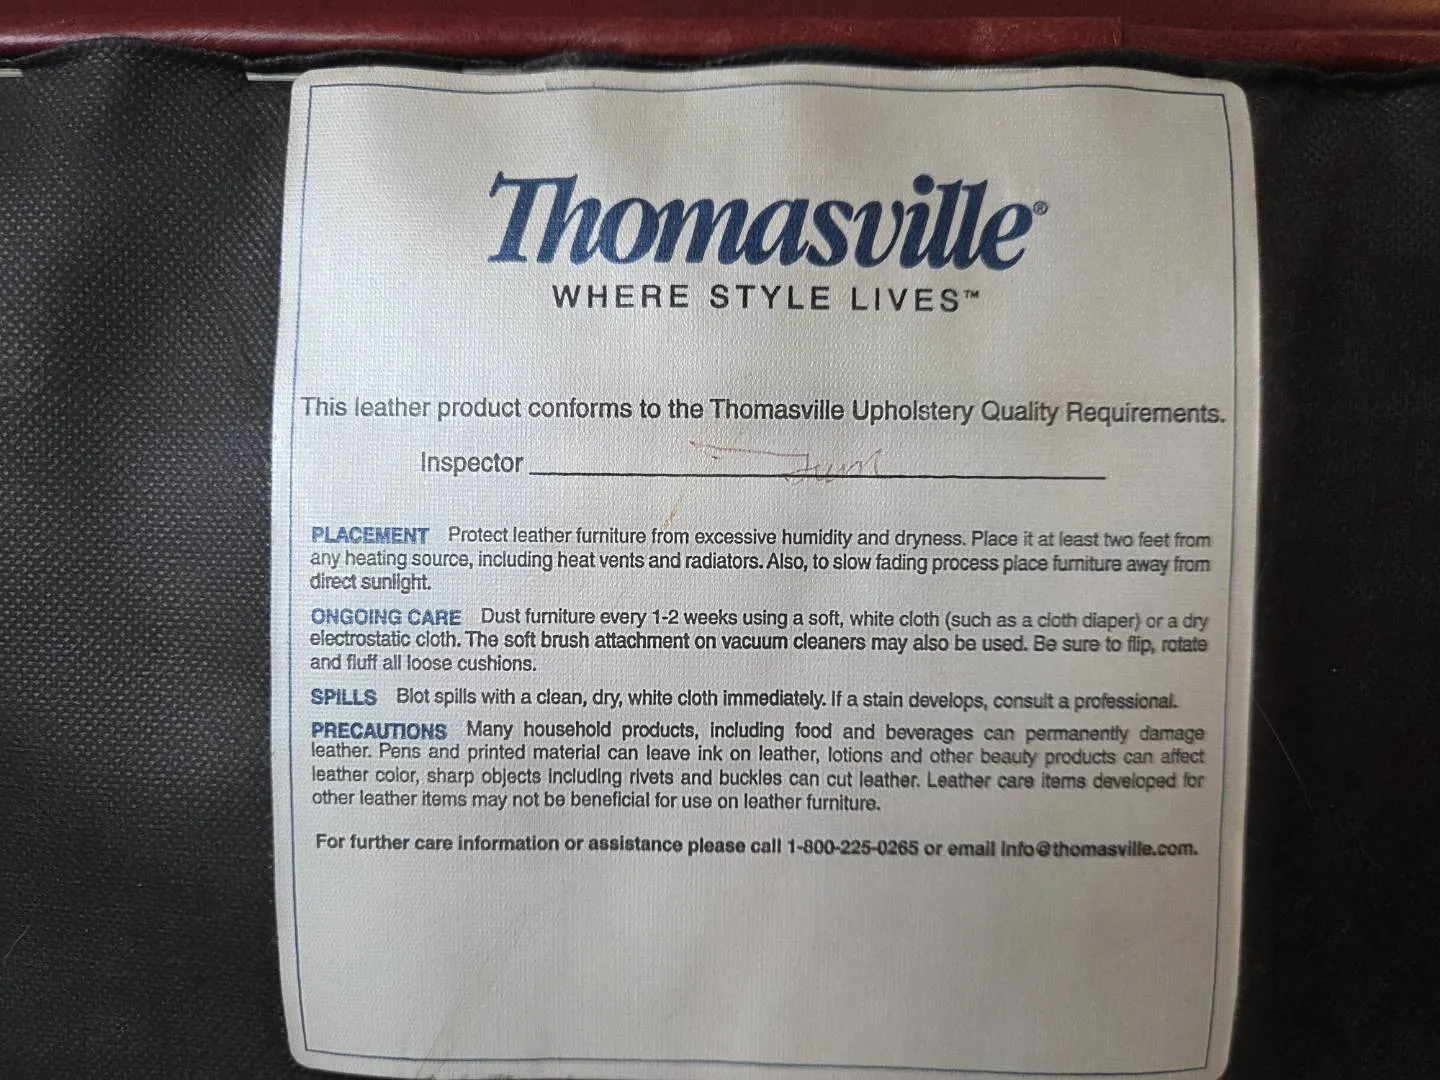 Thomasville®
WHERE STYLE LIVES™
This leather product conforms to the Thomasville Upholstery Quality Requirements.
Inspector
PLACEMENT Protect leather furniture from excessive humidity and dryness. Place it at least two feet from
any heating source, including heat vents and radiators. Also, to slow fading process place furniture away from
direct sunlight.
ONGOING CARE Dust furniture every 1-2 weeks using a soft, white cloth (such as a cloth diaper) or a dry
electrostatic cloth. The soft brush attachment on vacuum cleaners may also be used. Be sure to flip, rotate
and fluff all loose cushions.
SPILLS Blot spills with a clean, dry, white cloth immediately. If a stain develops, consult a professional.
PRECAUTIONS Many household products, including food and beverages can permanently damage
leather. Pens and printed material can leave ink on leather, lotions and other beauty products can affect
leather color, sharp objects including rivets and buckles can cut leather. Leather care items developed for
other leather items may not be beneficial for use on leather furniture.
For further care information or assistance please call 1-800-225-0265 or email info@thomasville.com.